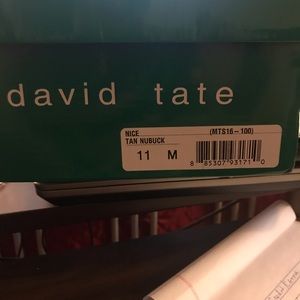 david tate
NICE (MTS16-100)
TAN NUBUCK
11 M
8 85307 93171 0